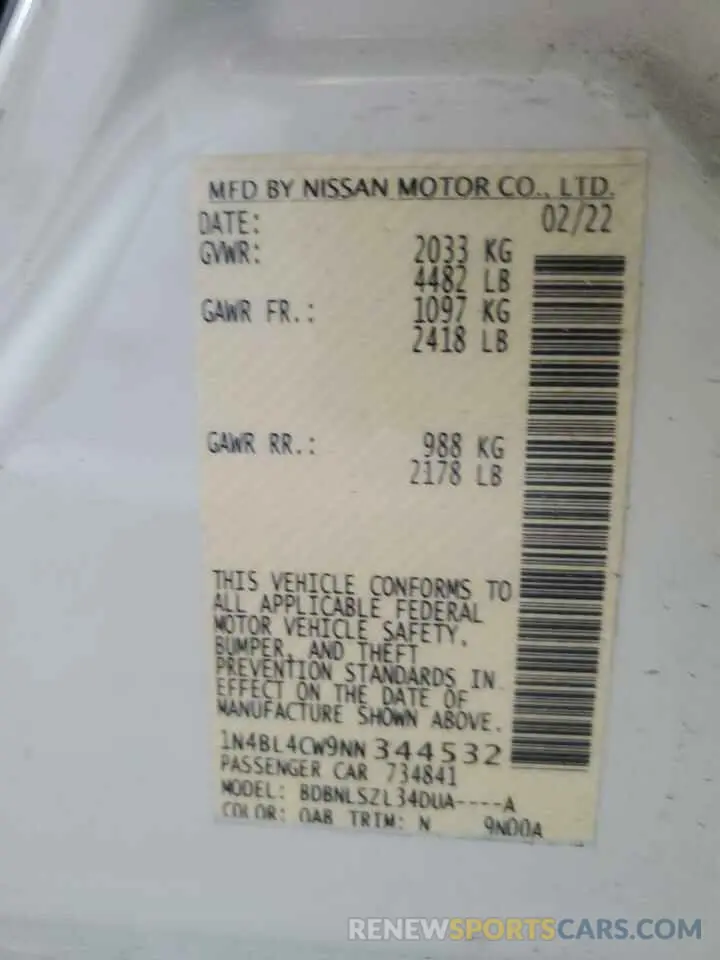 MFD BY NISSAN MOTOR CO., LTD.
DATE: 02/22
GVWR: 2033 KG
4482 LB
GAWR FR.: 1097 KG
2418 LB
GAWR RR.: 988 KG
2178 LB
THIS VEHICLE CONFORMS TO
ALL APPLICABLE FEDERAL
MOTOR VEHICLE SAFETY,
BUMPER, AND THEFT
PREVENTION STANDARDS IN
EFFECT ON THE DATE OF
MANUFACTURE SHOWN ABOVE.
1N4BL4CW9NN344532
PASSENGER CAR 734841
MODEL: BDBNLSZL34DUA----A
COLOR: QAB TRIM: N 9N00A
RENEWSPORTSCARS.COM